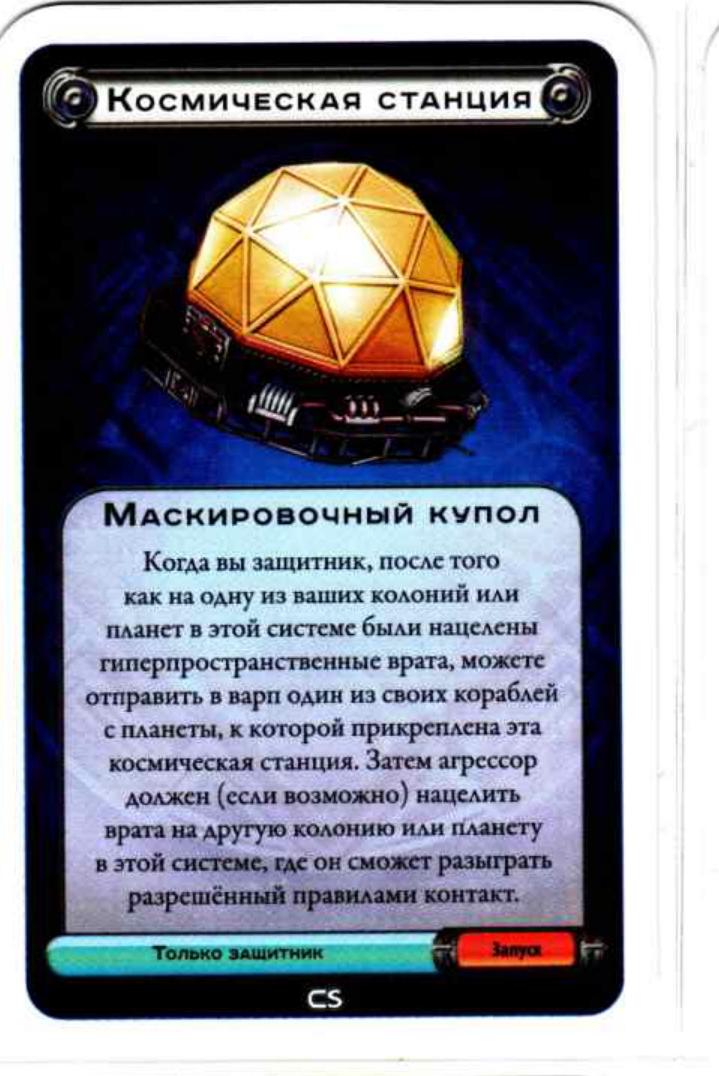 Космическая станция
Маскировочный купол
Когда вы защитник, после того
как на одну из ваших колоний или
планет в этой системе были нацелены
гиперпространственные врата, можете
отправить в варп один из своих кораблей
с планеты, к которой прикреплена эта
космическая станция. Затем агрессор
должен (если возможно) нацелить
врата на другую колонию или планету
в этой системе, где он сможет разыграть
разрешённый правилами контакт.
Только защитник
Запуск
CS